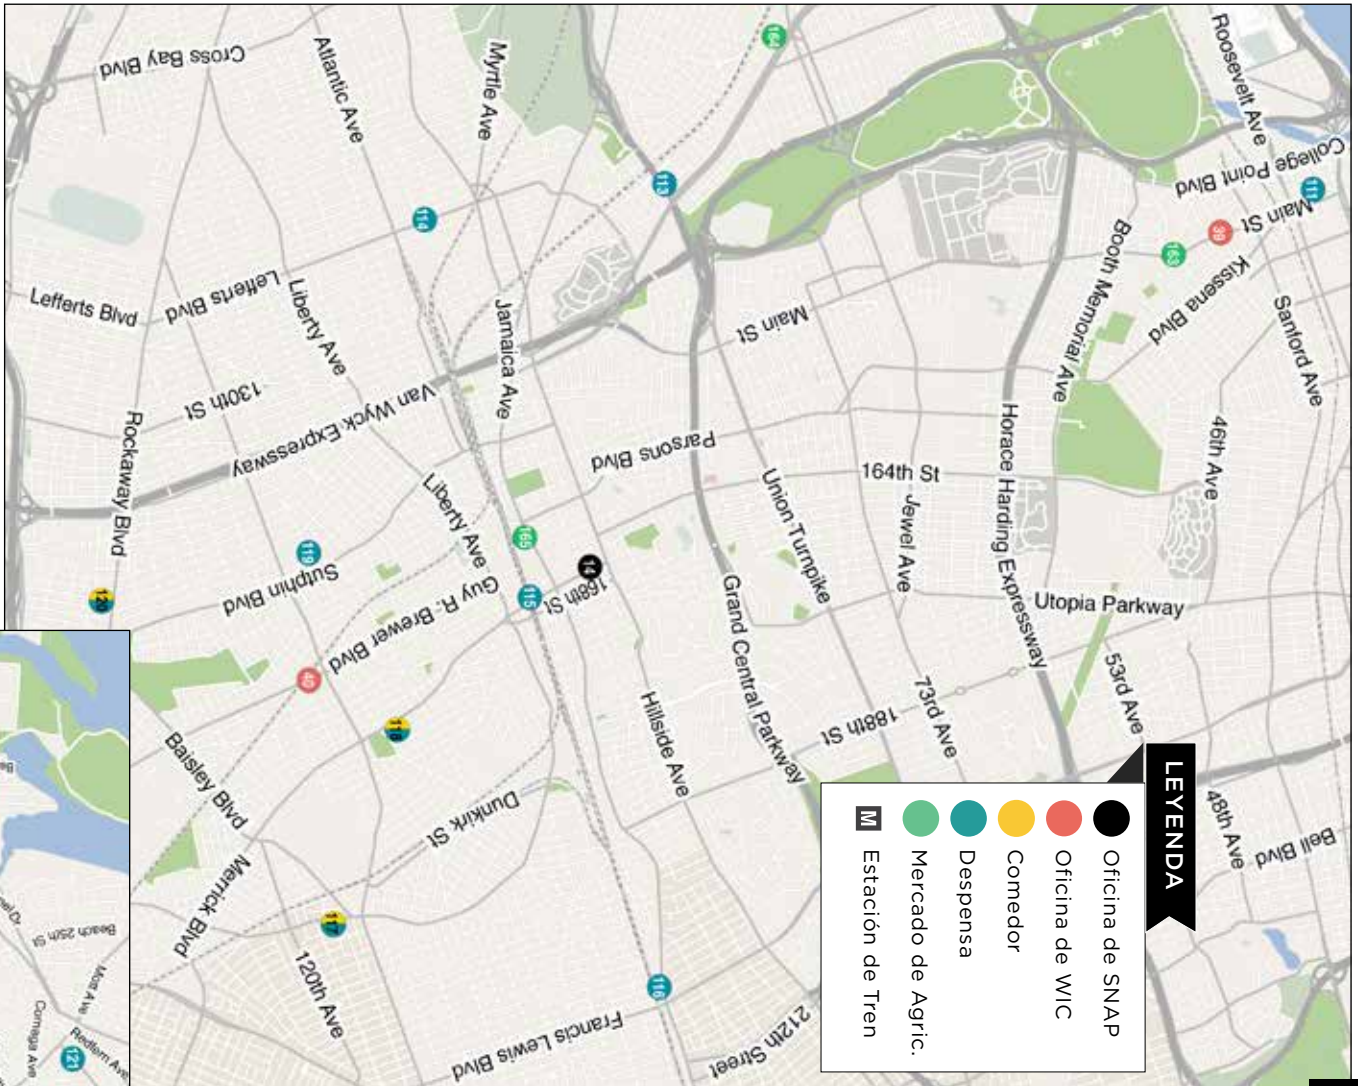 LEYENDA
Oficina de SNAP
Oficina de WIC
Comedor
Despensa
Mercado de Agric.
M Estación de Tren
Roosevelt Ave
College Point Blvd
111
Main St
39
163
Kissena Blvd
Sanford Ave
Booth Memorial Ave
46th Ave
Horace Harding Expressway
164th St
Jewel Ave
Utopia Parkway
53rd Ave
48th Ave
Bell Blvd
73rd Ave
188th St
Union Turnpike
Grand Central Parkway
Main St
Parsons Blvd
164
113
Myrtle Ave
Atlantic Ave
Cross Bay Blvd
114
Jamaica Ave
Lefferts Blvd
Lefferts Blvd
Liberty Ave
130th St
Van Wyck Expressway
Rockaway Blvd
Liberty Ave
165
14
168th St
115
Guy R. Brewer Blvd
119
Sutphin Blvd
120
40
118
Hillside Ave
Baisley Blvd
Dunkirk St
Merrick Blvd
117
120th Ave
116
Francis Lewis Blvd
212th Street
Beach 25th St
Mott Ave
Cornaga Ave
Redfern Ave
121